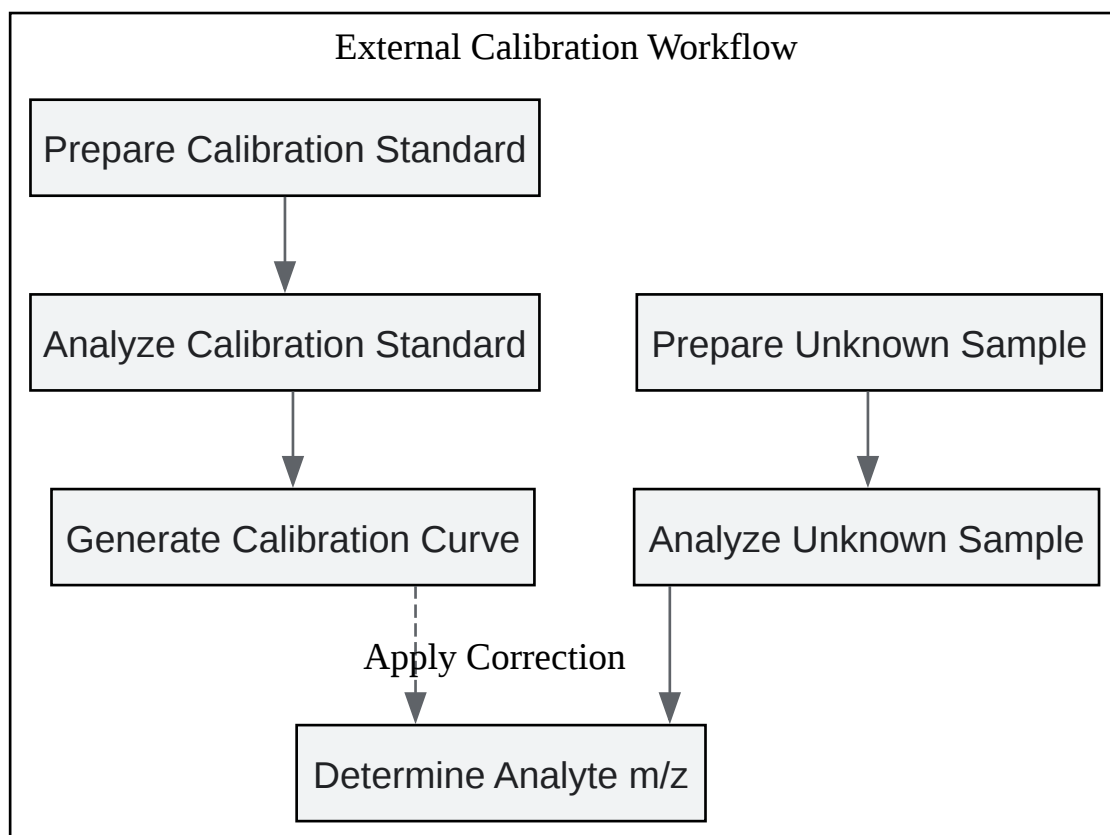 External Calibration Workflow
Prepare Calibration Standard
Analyze Calibration Standard
Prepare Unknown Sample
Generate Calibration Curve
Analyze Unknown Sample
Apply Correction
Determine Analyte m/z